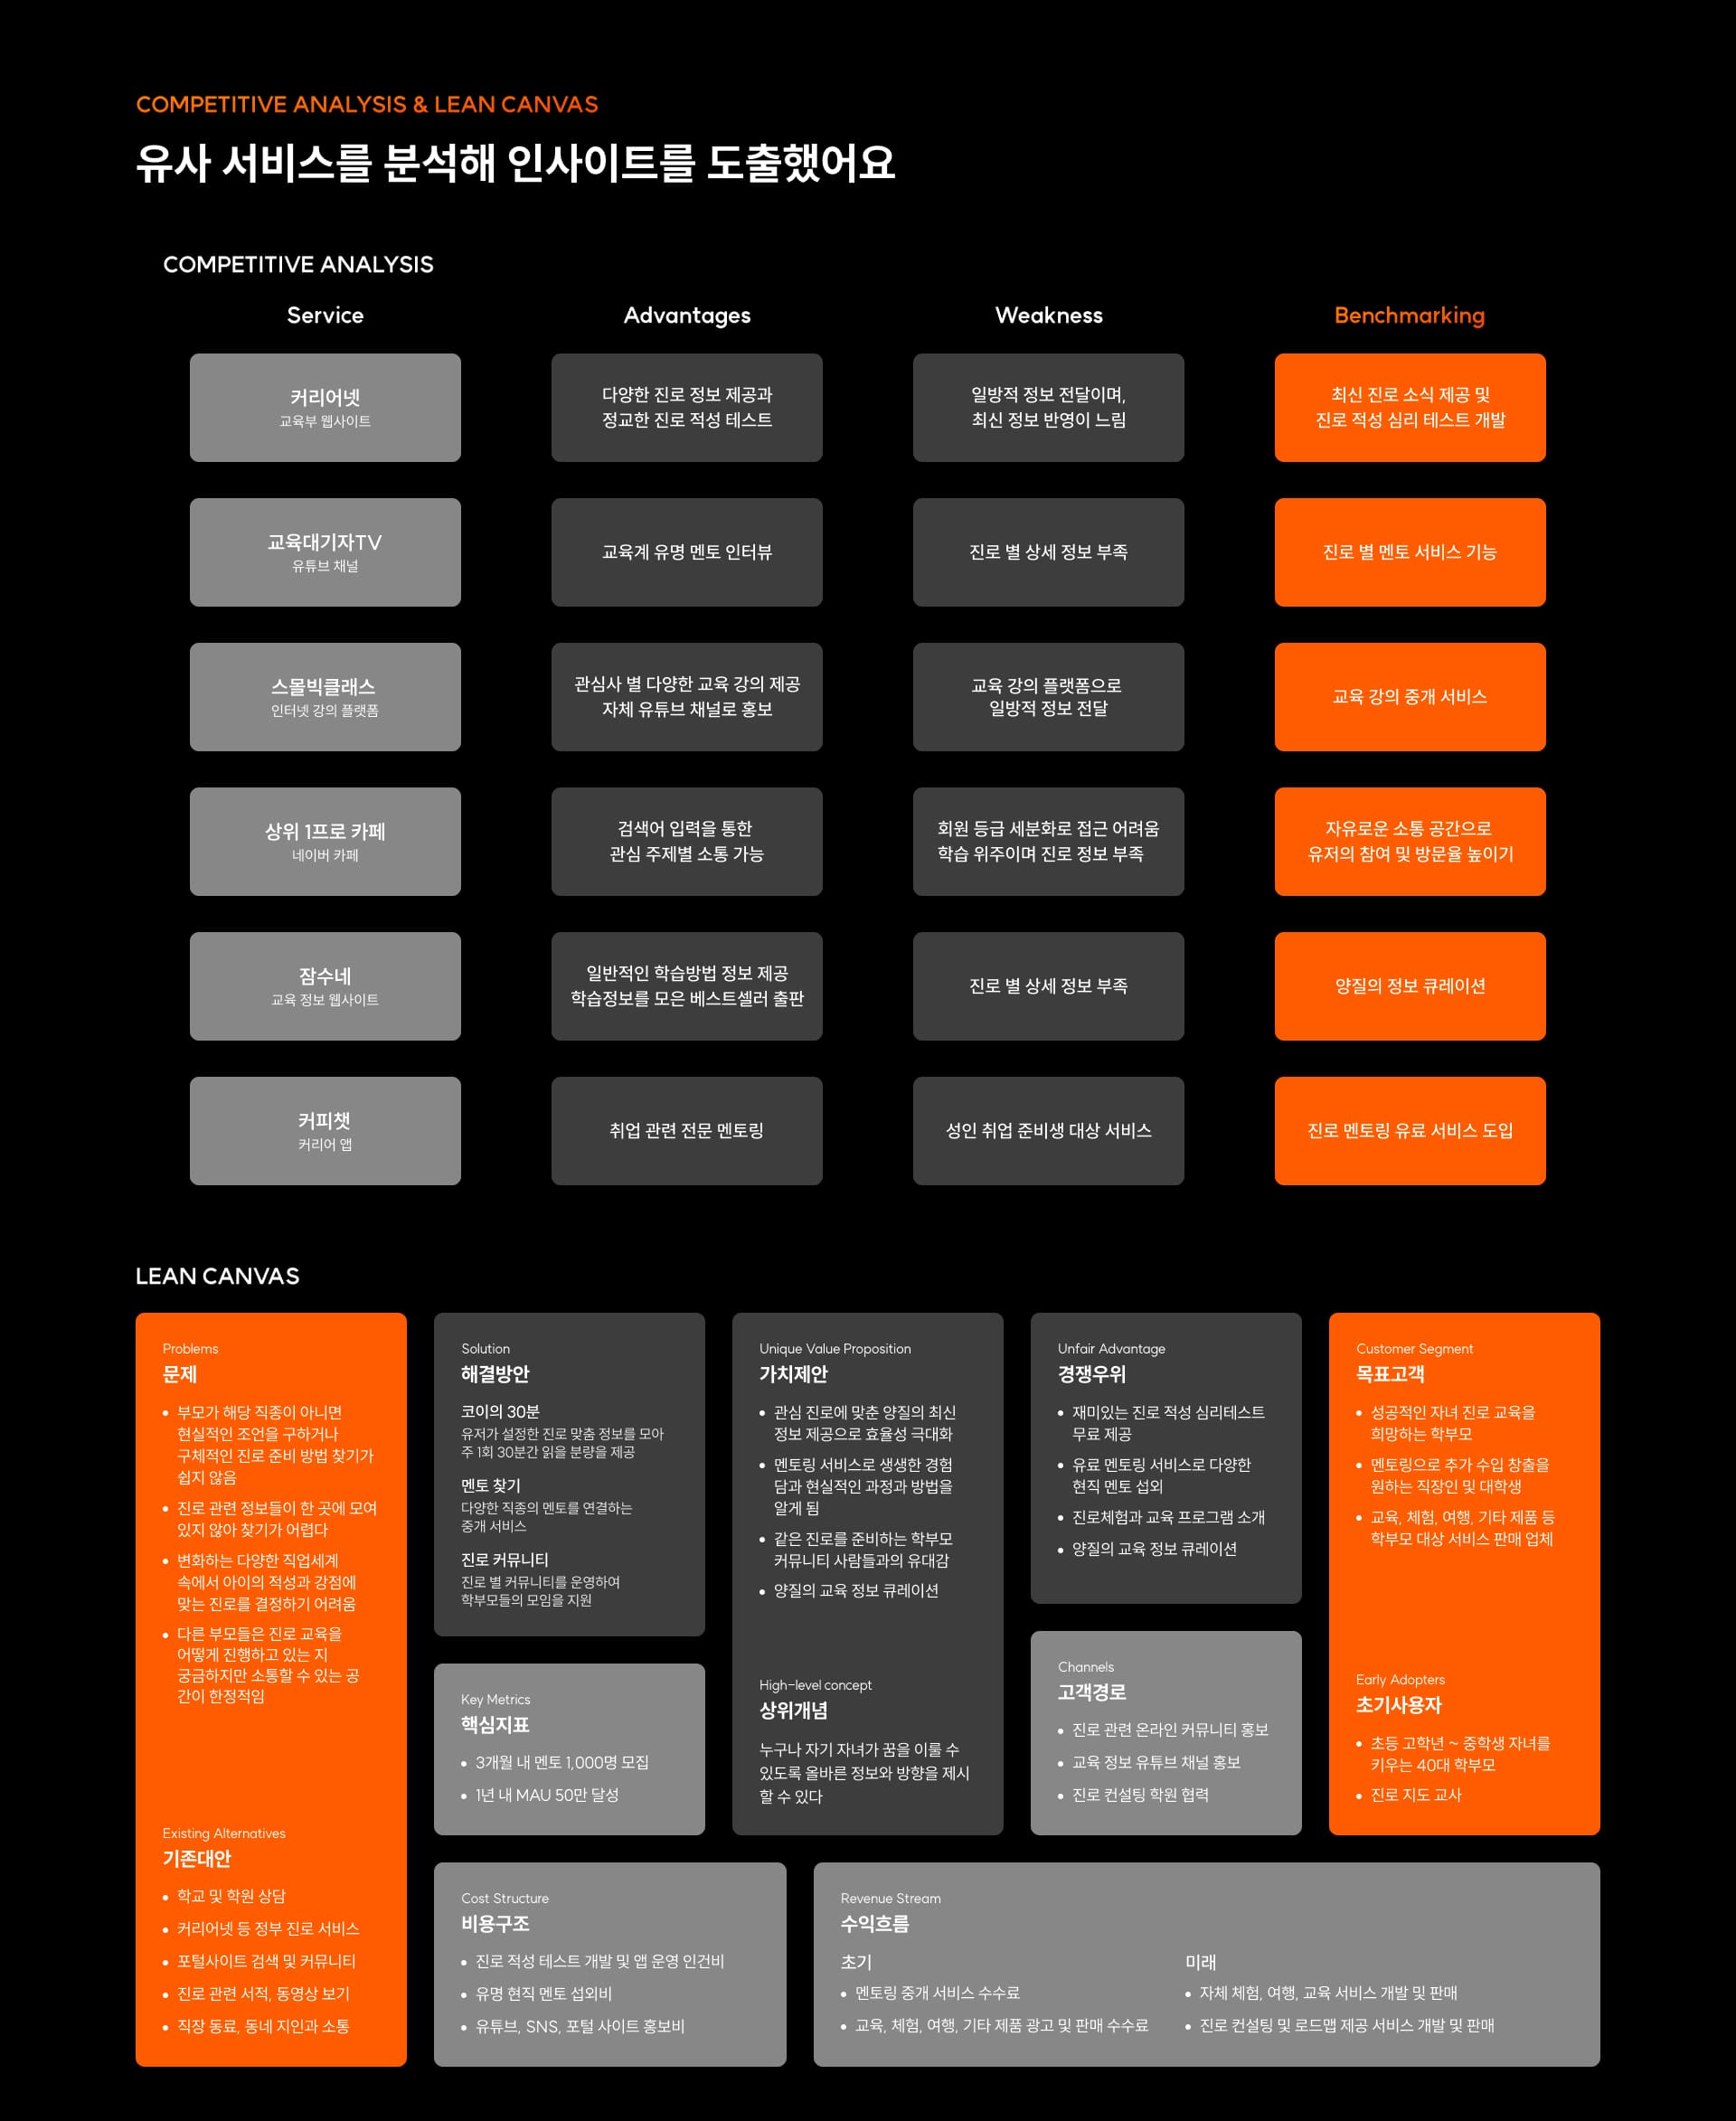 COMPETITIVE ANALYSIS & LEAN CANVAS
유사 서비스를 분석해 인사이트를 도출했어요
COMPETITIVE ANALYSIS
Service
Advantages
Weakness
Benchmarking
커리어넷
교육부 웹사이트
다양한 진로 정보 제공과
정교한 진로 적성 테스트
일방적 정보 전달이며,
최신 정보 반영이 느림
최신 진로 소식 제공 및
진로 적성 심리 테스트 개발
교육대기자TV
유튜브 채널
교육계 유명 멘토 인터뷰
진로 별 상세 정보 부족
진로 별 멘토 서비스 기능
스몰빅클래스
인터넷 강의 플랫폼
관심사 별 다양한 교육 강의 제공
자체 유튜브 채널로 홍보
교육 강의 플랫폼으로
일방적 정보 전달
교육 강의 중개 서비스
상위 1프로 카페
네이버 카페
검색어 입력을 통한
관심 주제별 소통 가능
회원 등급 세분화로 접근 어려움
학습 위주이며 진로 정보 부족
자유로운 소통 공간으로
유저의 참여 및 방문율 높이기
잠수네
교육 정보 웹사이트
일반적인 학습방법 정보 제공
학습정보를 모은 베스트셀러 출판
진로 별 상세 정보 부족
양질의 정보 큐레이션
커피챗
커리어 앱
취업 관련 전문 멘토링
성인 취업 준비생 대상 서비스
진로 멘토링 유료 서비스 도입
LEAN CANVAS
Problems
문제
• 부모가 해당 직종이 아니면
현실적인 조언을 구하거나
구체적인 진로 준비 방법 찾기가
쉽지 않음
• 진로 관련 정보들이 한 곳에 모여
있지 않아 찾기가 어렵다
• 변화하는 다양한 직업세계
속에서 아이의 적성과 강점에
맞는 진로를 결정하기 어려움
• 다른 부모들은 진로 교육을
어떻게 진행하고 있는 지
궁금하지만 소통할 수 있는 공
간이 한정적임
Existing Alternatives
기존대안
• 학교 및 학원 상담
• 커리어넷 등 정부 진로 서비스
• 포털사이트 검색 및 커뮤니티
• 진로 관련 서적, 동영상 보기
• 직장 동료, 동네 지인과 소통
Solution
해결방안
코이의 30분
유저가 설정한 진로 맞춤 정보를 모아
주 1회 30분간 읽을 분량을 제공
멘토 찾기
다양한 직종의 멘토를 연결하는
중개 서비스
진로 커뮤니티
진로 별 커뮤니티를 운영하여
학부모들의 모임을 지원
Key Metrics
핵심지표
• 3개월 내 멘토 1,000명 모집
• 1년 내 MAU 50만 달성
Unique Value Proposition
가치제안
• 관심 진로에 맞춘 양질의 최신
정보 제공으로 효율성 극대화
• 멘토링 서비스로 생생한 경험
담과 현실적인 과정과 방법을
알게 됨
• 같은 진로를 준비하는 학부모
커뮤니티 사람들과의 유대감
• 양질의 교육 정보 큐레이션
High-level concept
상위개념
누구나 자기 자녀가 꿈을 이룰 수
있도록 올바른 정보와 방향을 제시
할 수 있다
Unfair Advantage
경쟁우위
• 재미있는 진로 적성 심리테스트
무료 제공
• 유료 멘토링 서비스로 다양한
현직 멘토 섭외
• 진로체험과 교육 프로그램 소개
• 양질의 교육 정보 큐레이션
Channels
고객경로
• 진로 관련 온라인 커뮤니티 홍보
• 교육 정보 유튜브 채널 홍보
• 진로 컨설팅 학원 협력
Customer Segment
목표고객
• 성공적인 자녀 진로 교육을
희망하는 학부모
• 멘토링으로 추가 수입 창출을
원하는 직장인 및 대학생
• 교육, 체험, 여행, 기타 제품 등
학부모 대상 서비스 판매 업체
Early Adopters
초기사용자
• 초등 고학년 ~ 중학생 자녀를
키우는 40대 학부모
• 진로 지도 교사
Cost Structure
비용구조
• 진로 적성 테스트 개발 및 앱 운영 인건비
• 유명 현직 멘토 섭외비
• 유튜브, SNS, 포털 사이트 홍보비
Revenue Stream
수익흐름
초기
• 멘토링 중개 서비스 수수료
• 교육, 체험, 여행, 기타 제품 광고 및 판매 수수료
미래
• 자체 체험, 여행, 교육 서비스 개발 및 판매
• 진로 컨설팅 및 로드맵 제공 서비스 개발 및 판매